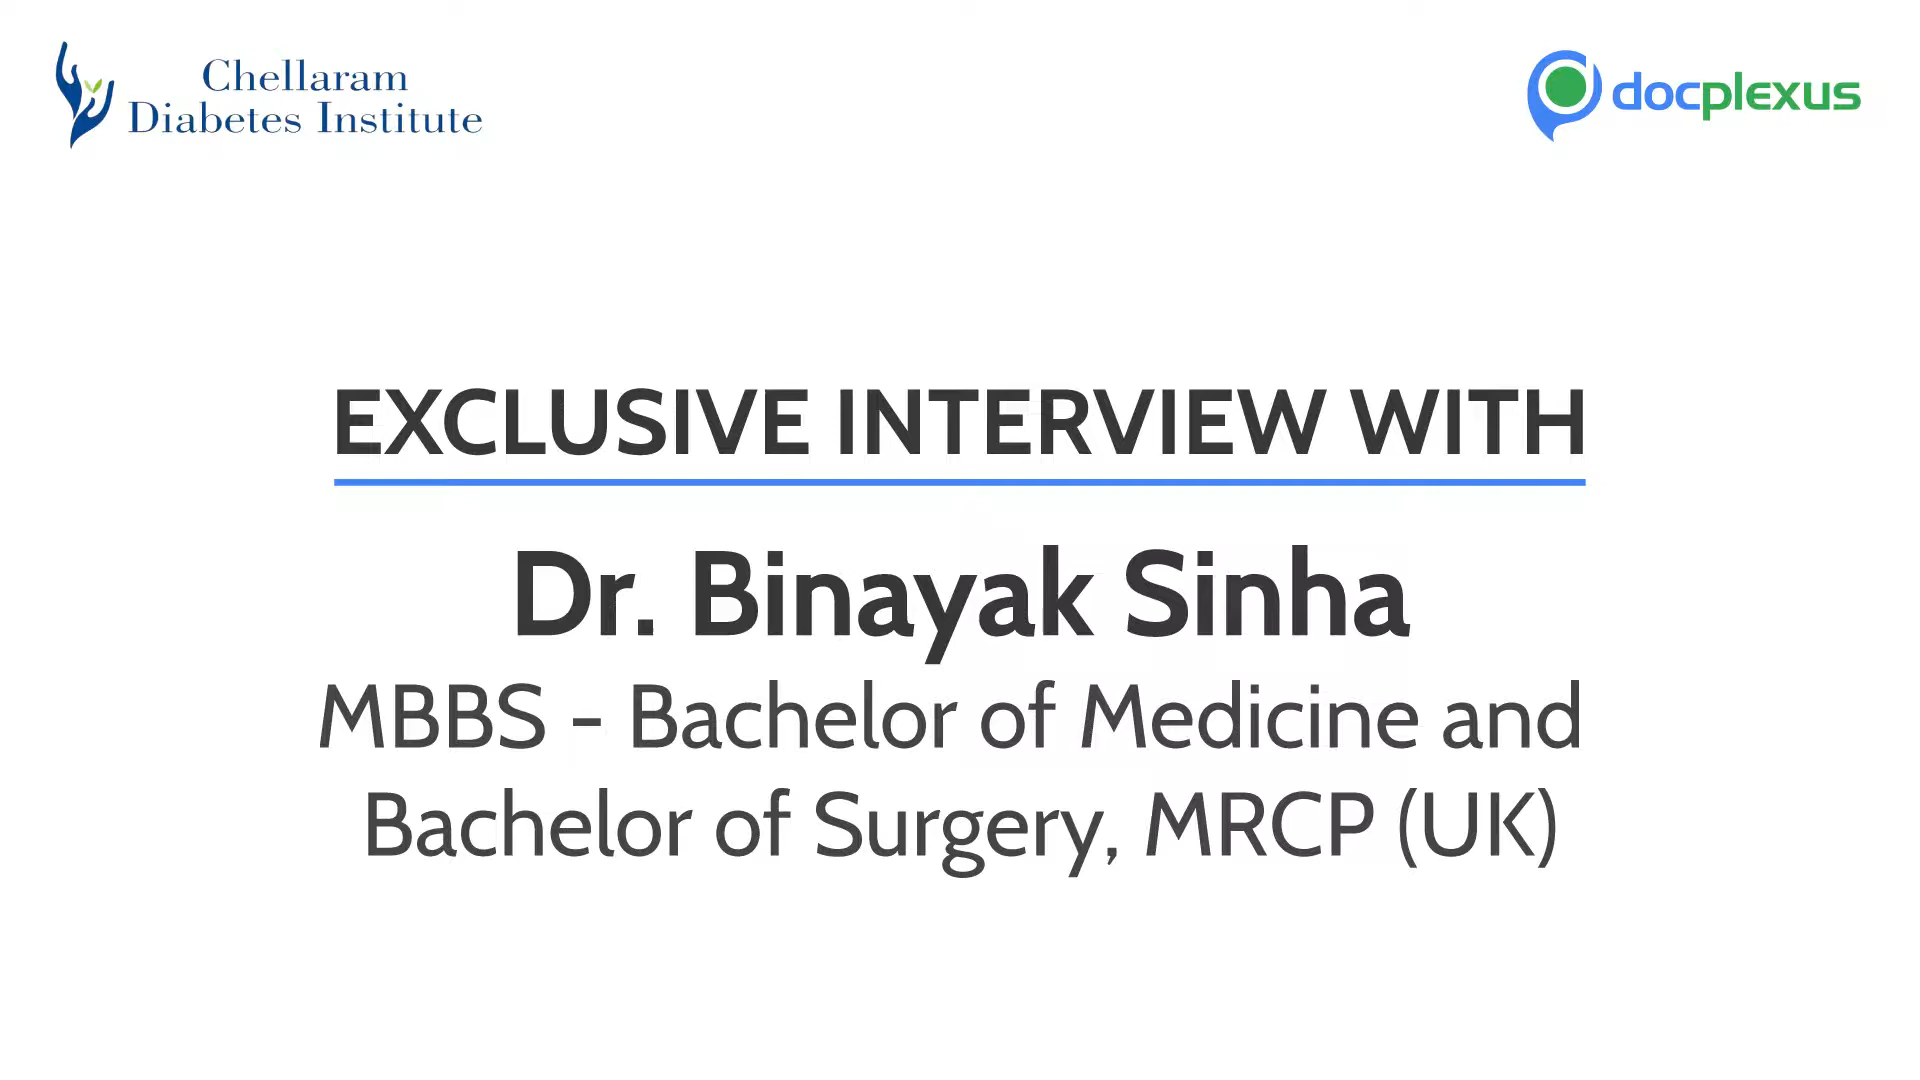 Chellaram
Diabetes Institute
docplexus
EXCLUSIVE INTERVIEW WITH
Dr. Binayak Sinha
MBBS - Bachelor of Medicine and
Bachelor of Surgery, MRCP (UK)